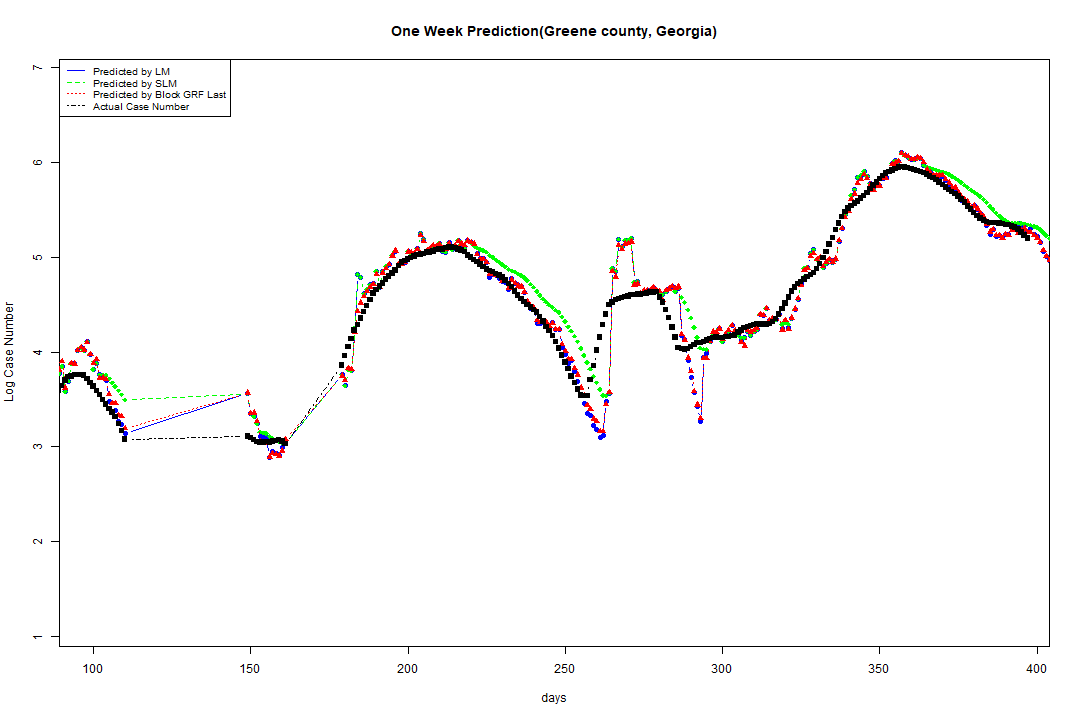 One Week Prediction(Greene county, Georgia)
Predicted by LM
Predicted by SLM
Predicted by Block GRF Last
Actual Case Number
7
6
5
4
3
2
1
Log Case Number
100 150 200 250 300 350 400
days